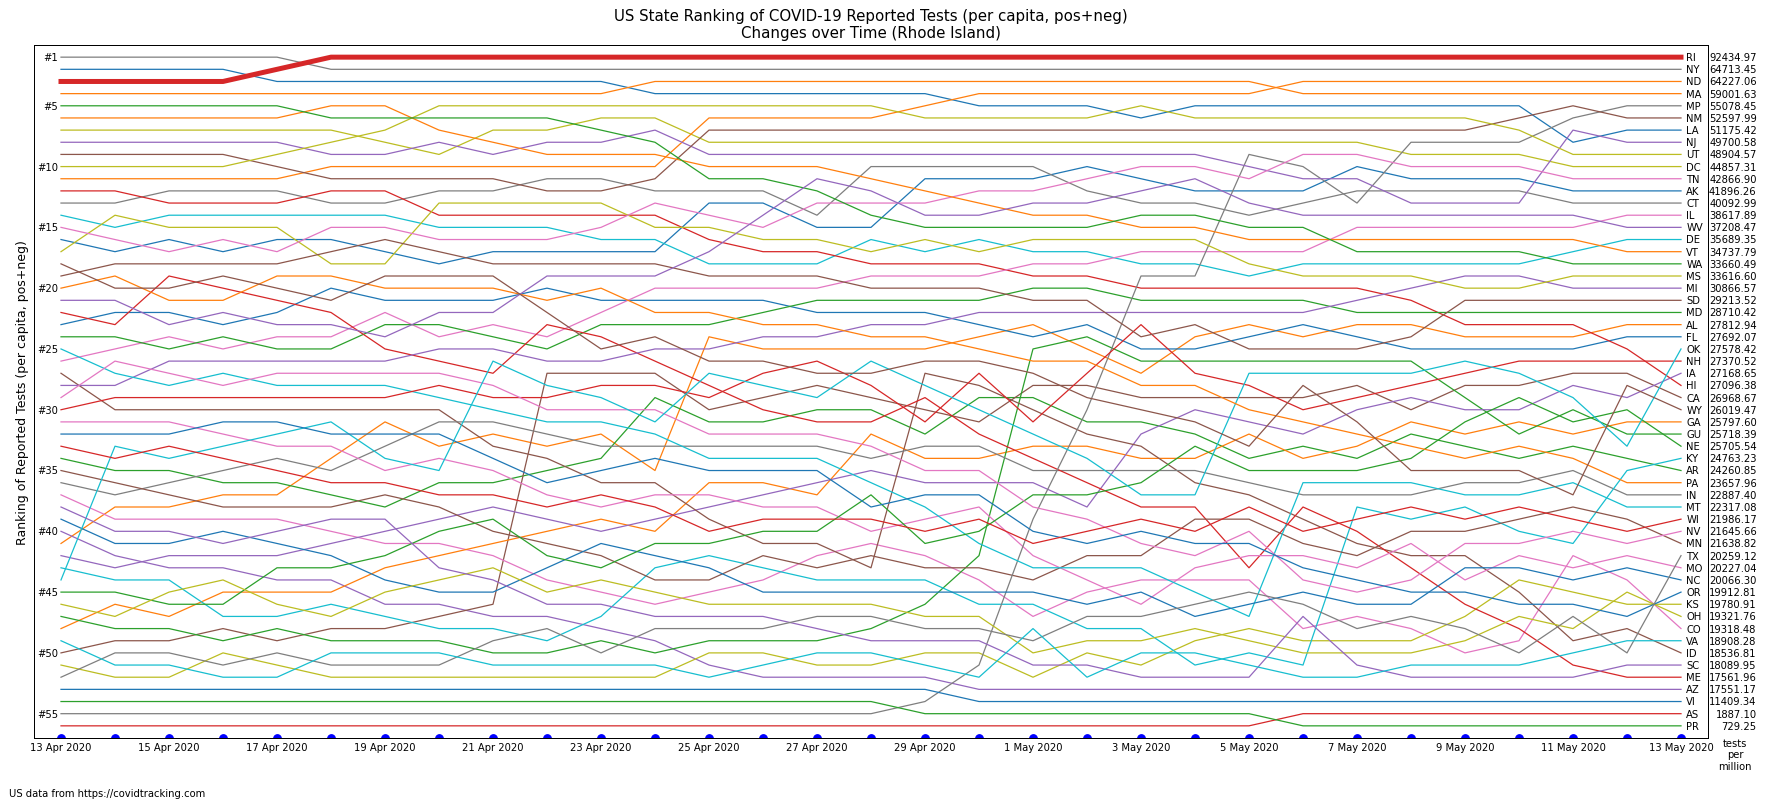 US State Ranking of COVID-19 Reported Tests (per capita, pos+neg)
Changes over Time (Rhode Island)
Ranking of Reported Tests (per capita, pos+neg)
#1
#5
#10
#15
#20
#25
#30
#35
#40
#45
#50
#55
RI 92434.97
NY 64713.45
ND 64227.06
MA 59001.63
MP 55078.45
NM 52597.99
LA 51175.42
NJ 49700.58
UT 48904.57
DC 44857.31
TN 42866.90
AK 41896.26
CT 40092.99
IL 38617.89
WV 37208.47
DE 35689.35
VT 34737.79
WA 33660.49
MS 33616.60
MI 30866.57
SD 29213.52
MD 28710.42
AL 27812.94
FL 27692.07
OK 27578.42
NH 27370.52
IA 27168.65
HI 27096.38
CA 26968.67
WY 26019.47
GA 25797.60
GU 25718.39
NE 25705.54
KY 24763.23
AR 24260.85
PA 23657.96
IN 22887.40
MT 22317.08
WI 21986.17
NV 21645.66
MN 21638.82
TX 20259.12
MO 20227.04
NC 20066.30
OR 19912.81
KS 19780.91
OH 19321.76
CO 19318.48
VA 18908.28
ID 18536.81
SC 18089.95
ME 17561.96
AZ 17551.17
VI 11409.34
AS 1887.10
PR 729.25
13 Apr 2020 15 Apr 2020 17 Apr 2020 19 Apr 2020 21 Apr 2020 23 Apr 2020 25 Apr 2020 27 Apr 2020 29 Apr 2020 1 May 2020 3 May 2020 5 May 2020 7 May 2020 9 May 2020 11 May 2020 13 May 2020
tests
per
million
US data from https://covidtracking.com